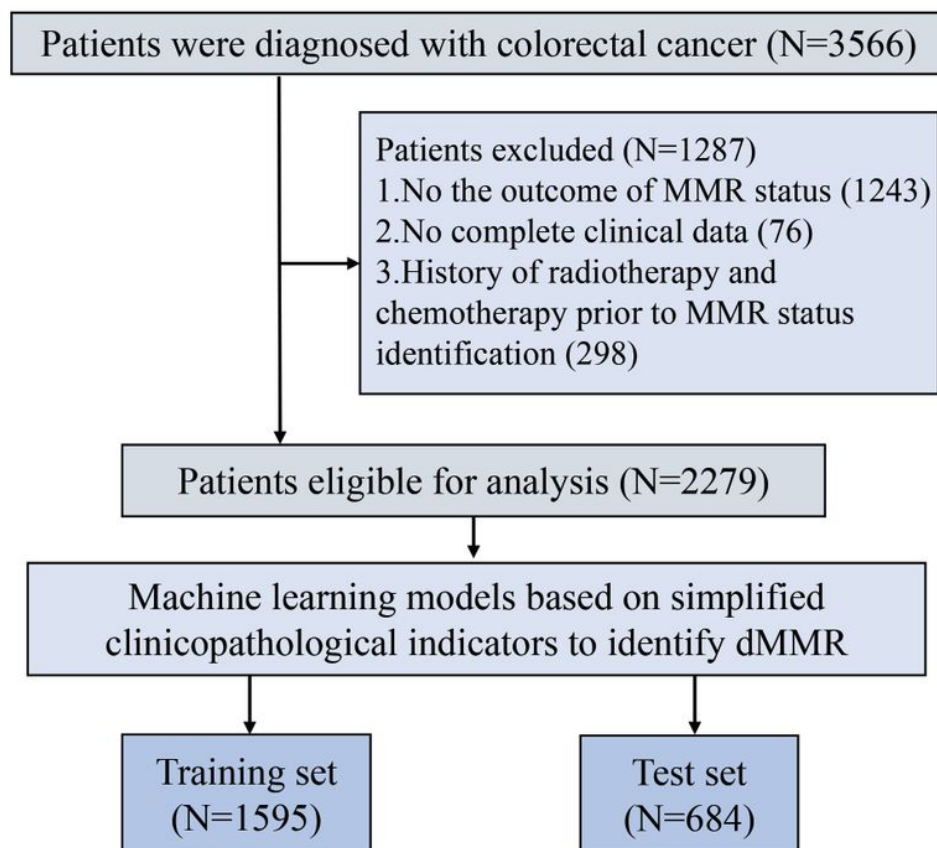 Patients were diagnosed with colorectal cancer (N=3566)
Patients excluded (N=1287)
1.No the outcome of MMR status (1243)
2.No complete clinical data (76)
3.History of radiotherapy and
chemotherapy prior to MMR status
identification (298)
Patients eligible for analysis (N=2279)
Machine learning models based on simplified
clinicopathological indicators to identify dMMR
Training set
(N=1595)
Test set
(N=684)